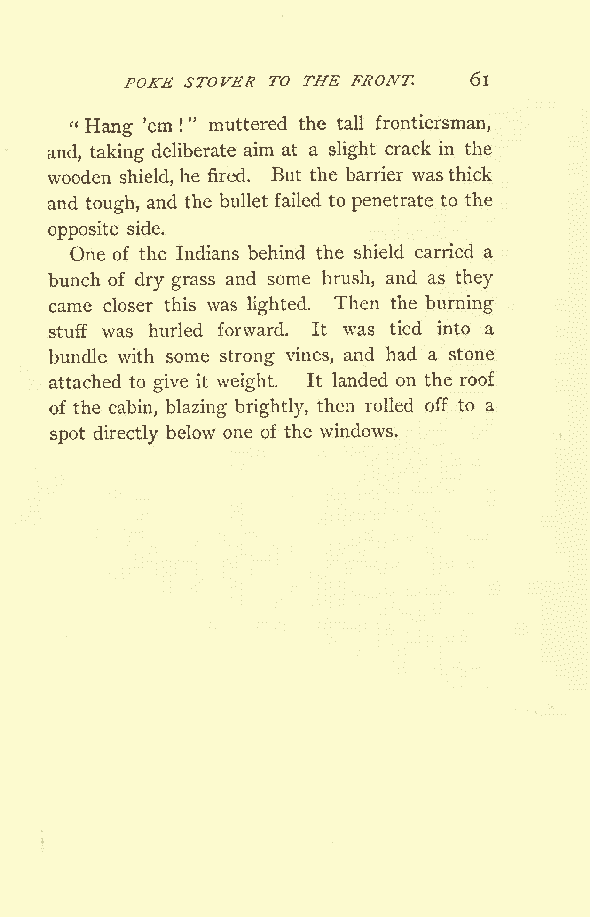 POKE STOVER TO THE FRONT. 61
"Hang 'em!" muttered the tall frontiersman,
and, taking deliberate aim at a slight crack in the
wooden shield, he fired. But the barrier was thick
and tough, and the bullet failed to penetrate to the
opposite side.
One of the Indians behind the shield carried a
bunch of dry grass and some brush, and as they
came closer this was lighted. Then the burning
stuff was hurled forward. It was tied into a
bundle with some strong vines, and had a stone
attached to give it weight. It landed on the roof
of the cabin, blazing brightly, then rolled off to a
spot directly below one of the windows.